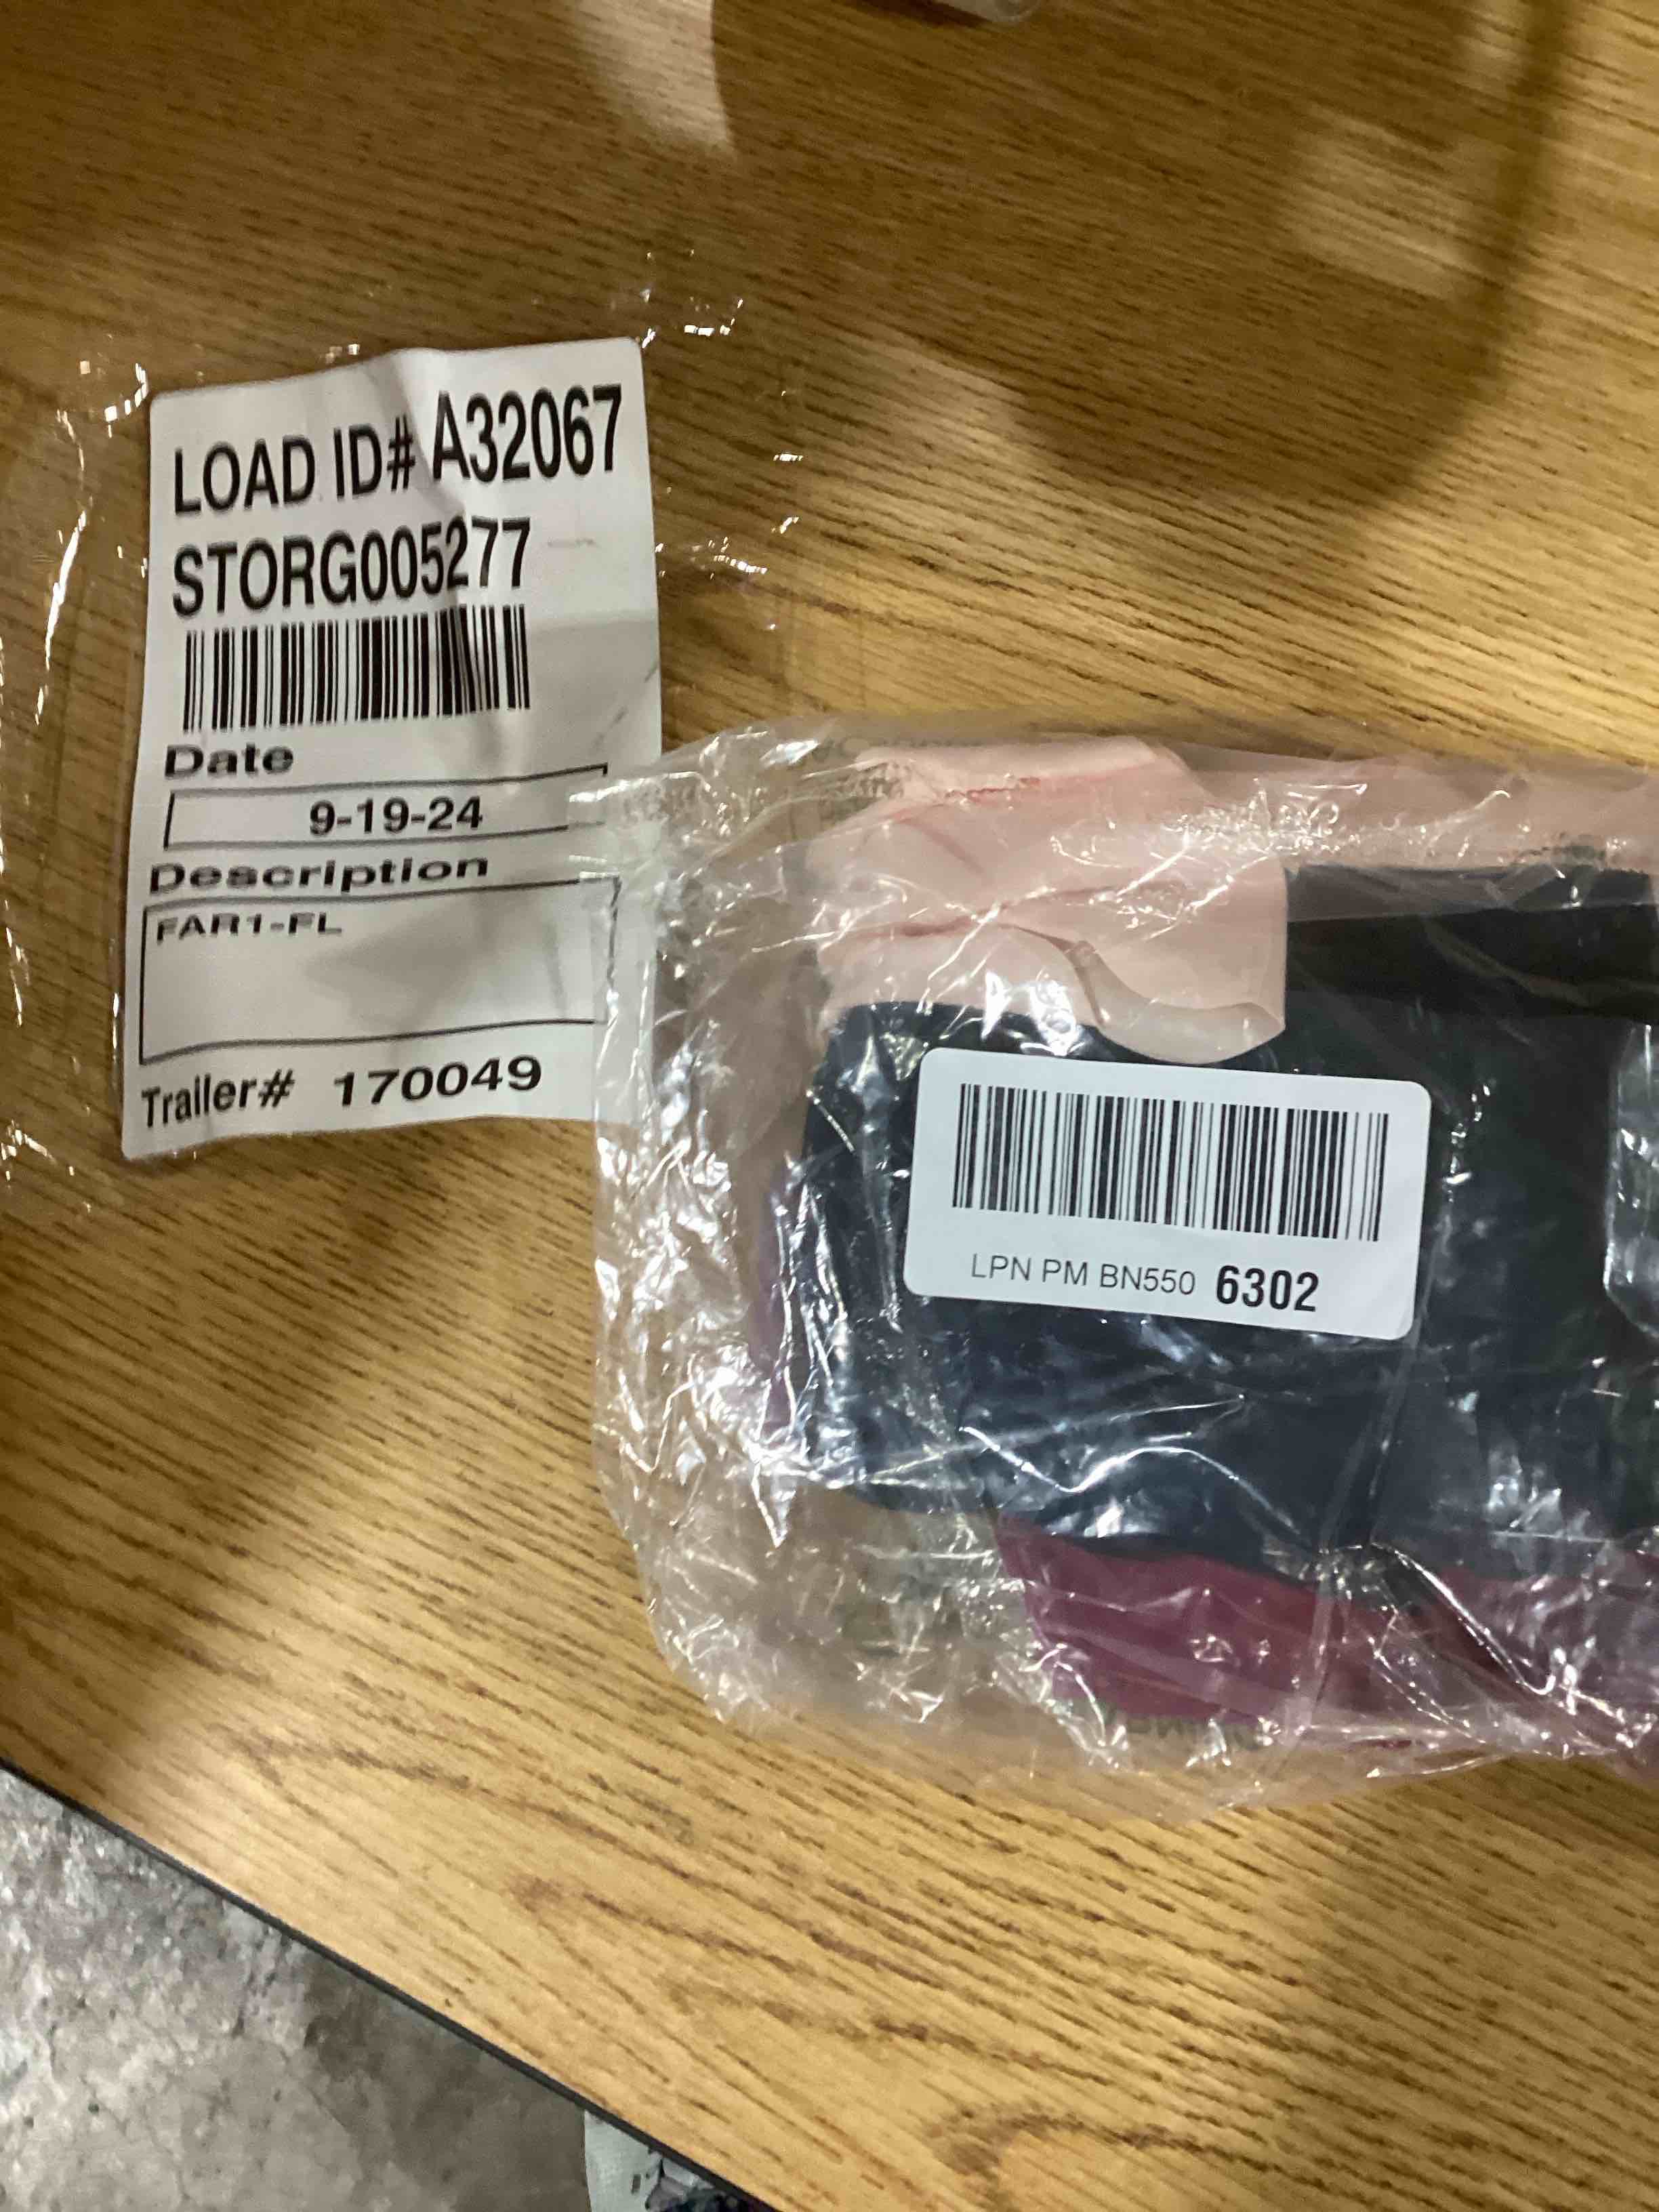 LOAD ID# A32067
STORG005277
Date
9-19-24
Description
FAR1-FL
Trailer# 170049
LPN PM BN550 6302